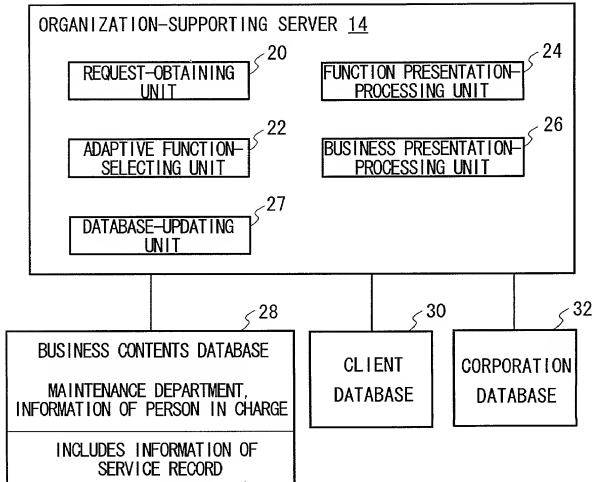 ORGANIZATION-SUPPORTING SERVER 14
20
REQUEST-OBTAINING
UNIT
24
FUNCTION PRESENTATION-
PROCESSING UNIT
22
ADAPTIVE FUNCTION-
SELECTING UNIT
26
BUSINESS PRESENTATION-
PROCESSING UNIT
27
DATABASE-UPDATING
UNIT
28
BUSINESS CONTENTS DATABASE
MAINTENANCE DEPARTMENT,
INFORMATION OF PERSON IN CHARGE
INCLUDES INFORMATION OF
SERVICE RECORD
30
CLIENT
DATABASE
32
CORPORATION
DATABASE